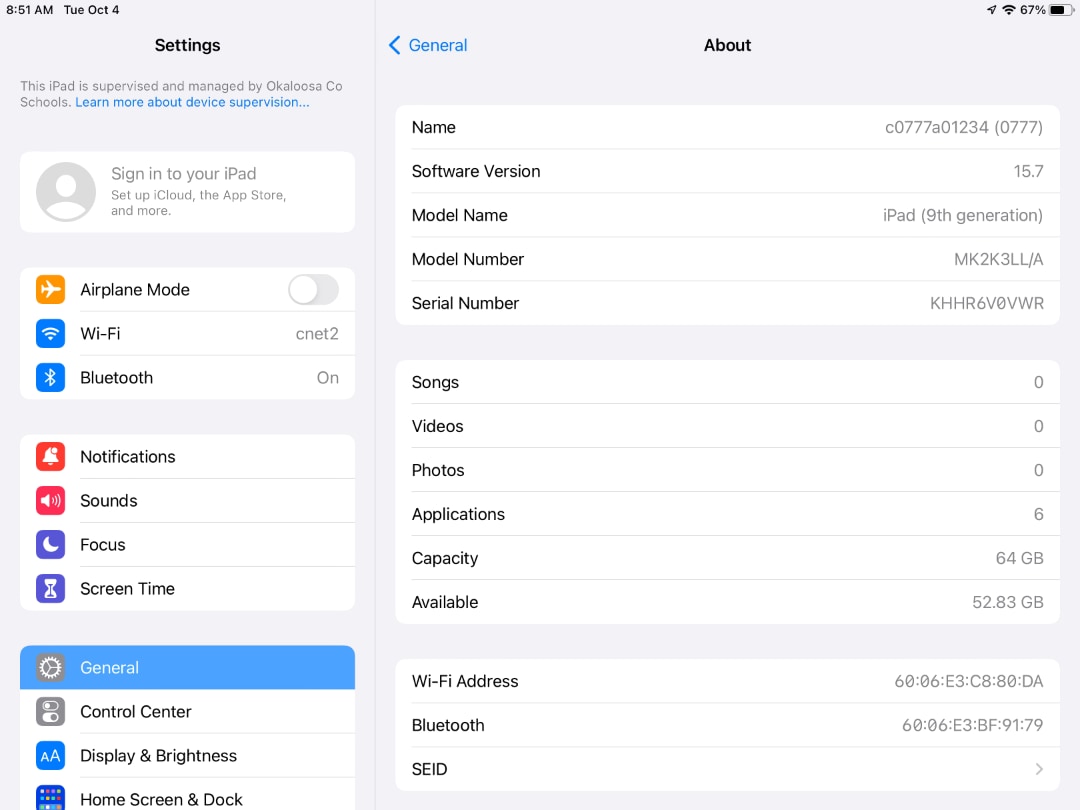 8:51 AM Tue Oct 4
67%
Settings
This iPad is supervised and managed by Okaloosa Co
Schools. Learn more about device supervision...
Sign in to your iPad
Set up iCloud, the App Store,
and more.
Airplane Mode
Wi-Fi cnet2
Bluetooth On
Notifications
Sounds
Focus
Screen Time
General
Control Center
AA Display & Brightness
Home Screen & Dock
General
About
Name c0777a01234 (0777)
Software Version 15.7
Model Name iPad (9th generation)
Model Number MK2K3LL/A
Serial Number KHHR6V0VWR
Songs 0
Videos 0
Photos 0
Applications 6
Capacity 64 GB
Available 52.83 GB
Wi-Fi Address 60:06:E3:C8:80:DA
Bluetooth 60:06:E3:BF:91:79
SEID